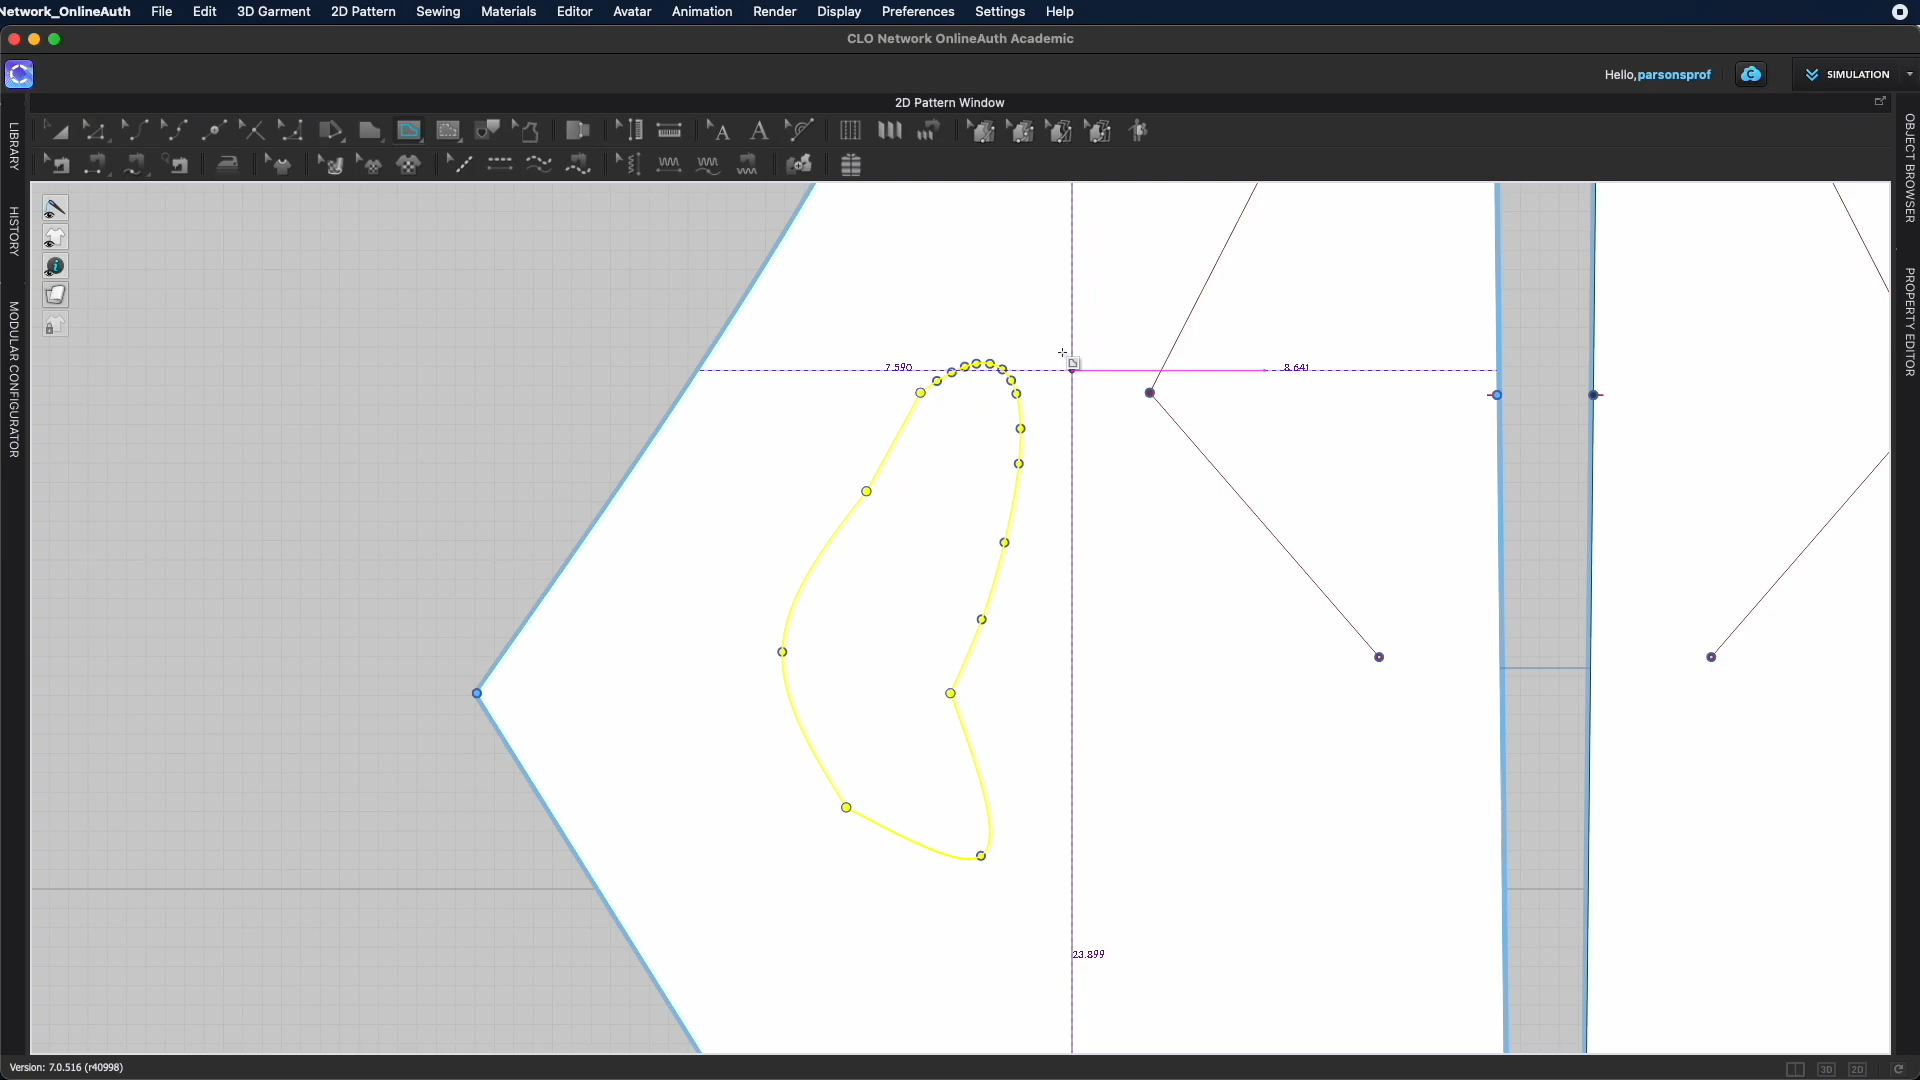 Network_OnlineAuth File Edit 3D Garment 2D Pattern Sewing Materials Editor Avatar Animation Render Display Preferences Settings Help
CLO Network OnlineAuth Academic
Hello,parsonsprof
SIMULATION
2D Pattern Window
LIBRARY
HISTORY
MODULAR CONFIGURATOR
OBJECT BROWSER
PROPERTY EDITOR
7.590
8.641
23.899
Version: 7.0.516 (r40998)
3D
2D